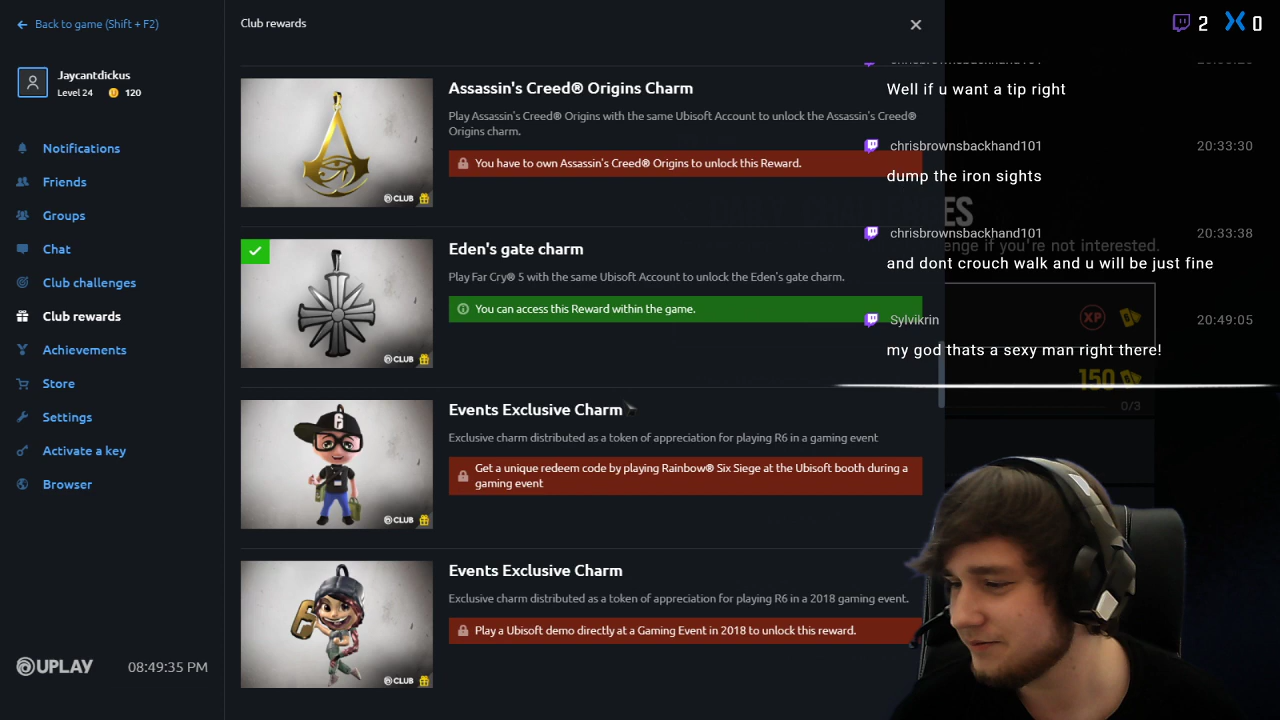 Back to game (Shift + F2)
Club rewards
Jaycantdickus
Level 24
120
Notifications
Friends
Groups
Chat
Club challenges
Club rewards
Achievements
Store
Settings
Activate a key
Browser
UPLAY
08:49:35 PM
Assassin's Creed® Origins Charm
Play Assassin's Creed® Origins with the same Ubisoft Account to unlock the Assassin's Creed®
Origins charm.
You have to own Assassin's Creed® Origins to unlock this Reward.
CLUB
Eden's gate charm
Play Far Cry® 5 with the same Ubisoft Account to unlock the Eden's gate charm.
You can access this Reward within the game.
CLUB
Events Exclusive Charm
Exclusive charm distributed as a token of appreciation for playing R6 in a gaming event
Get a unique redeem code by playing Rainbow® Six Siege at the Ubisoft booth during a
gaming event
CLUB
Events Exclusive Charm
Exclusive charm distributed as a token of appreciation for playing R6 in a 2018 gaming event.
Play a Ubisoft demo directly at a Gaming Event in 2018 to unlock this reward.
CLUB
2
0
Well if u want a tip right
chrisbrownsbackhand101
20:33:30
dump the iron sights
chrisbrownsbackhand101
20:33:38
if you're not interested.
and dont crouch walk and u will be just fine
XP
Sylvikrin
20:49:05
my god thats a sexy man right there!
150
0/3